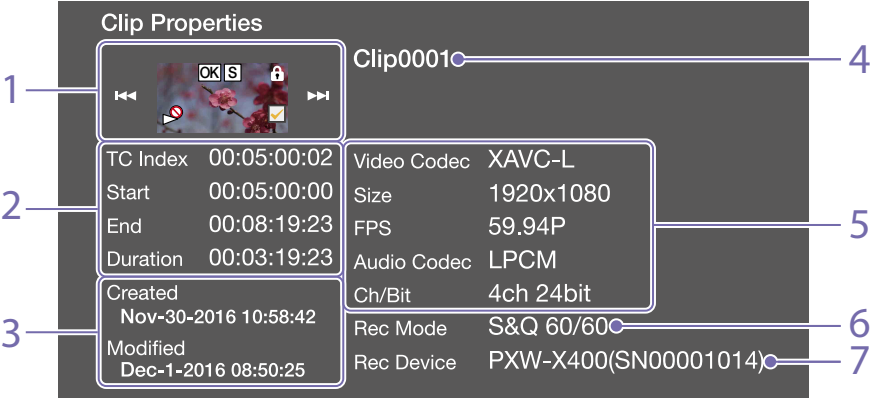 Clip Properties
1
OK S
Clip0001
4
2
TC Index 00:05:00:02
Start 00:05:00:00
End 00:08:19:23
Duration 00:03:19:23
Video Codec XAVC-L
Size 1920x1080
FPS 59.94P
Audio Codec LPCM
Ch/Bit 4ch 24bit
5
3
Created
Nov-30-2016 10:58:42
Modified
Dec-1-2016 08:50:25
Rec Mode S&Q 60/60
6
Rec Device PXW-X400(SN00001014)
7